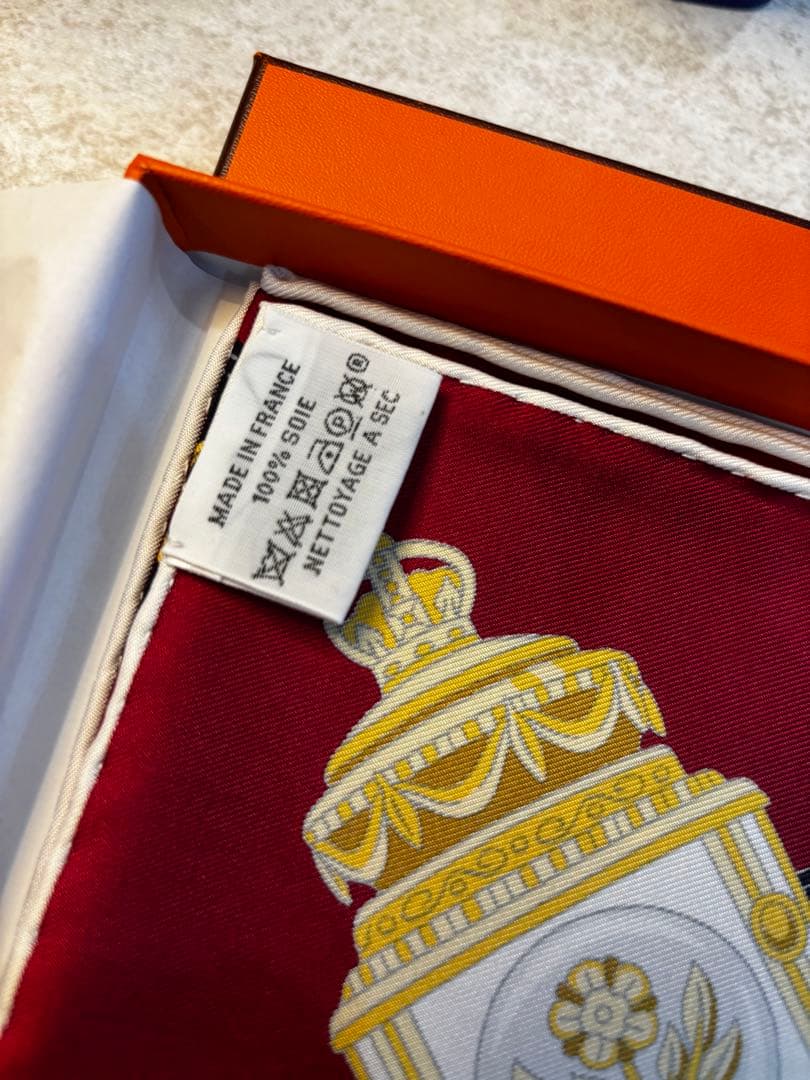 MADE IN FRANCE
100% SOIE
P ®
NETTOYAGE A SEC